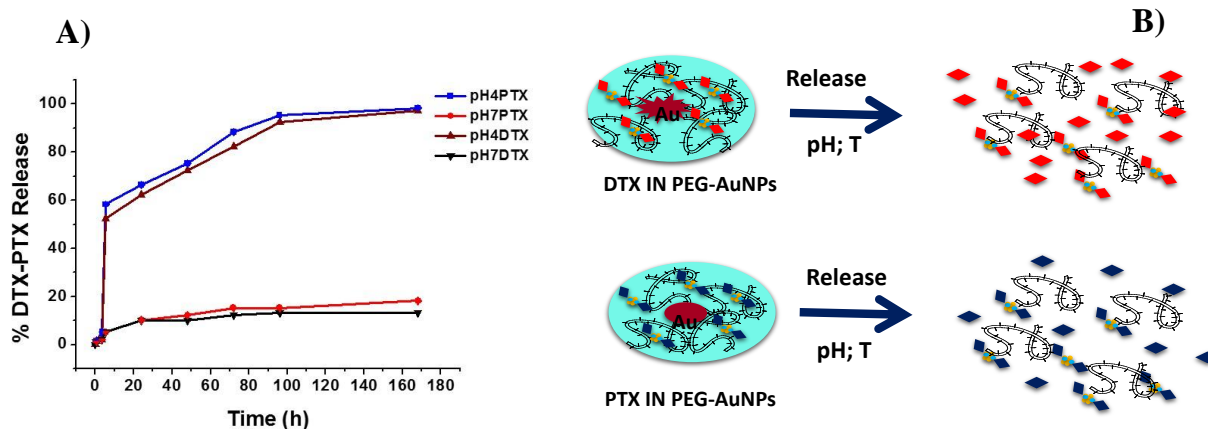 A)
B)
% DTX-PTX Release
100
80
60
40
20
0
0 20 40 60 80 100 120 140 160 180
Time (h)
pH4PTX
pH7PTX
pH4DTX
pH7DTX
Au
Release
pH; T
DTX IN PEG-AuNPs
Au
Release
pH; T
PTX IN PEG-AuNPs